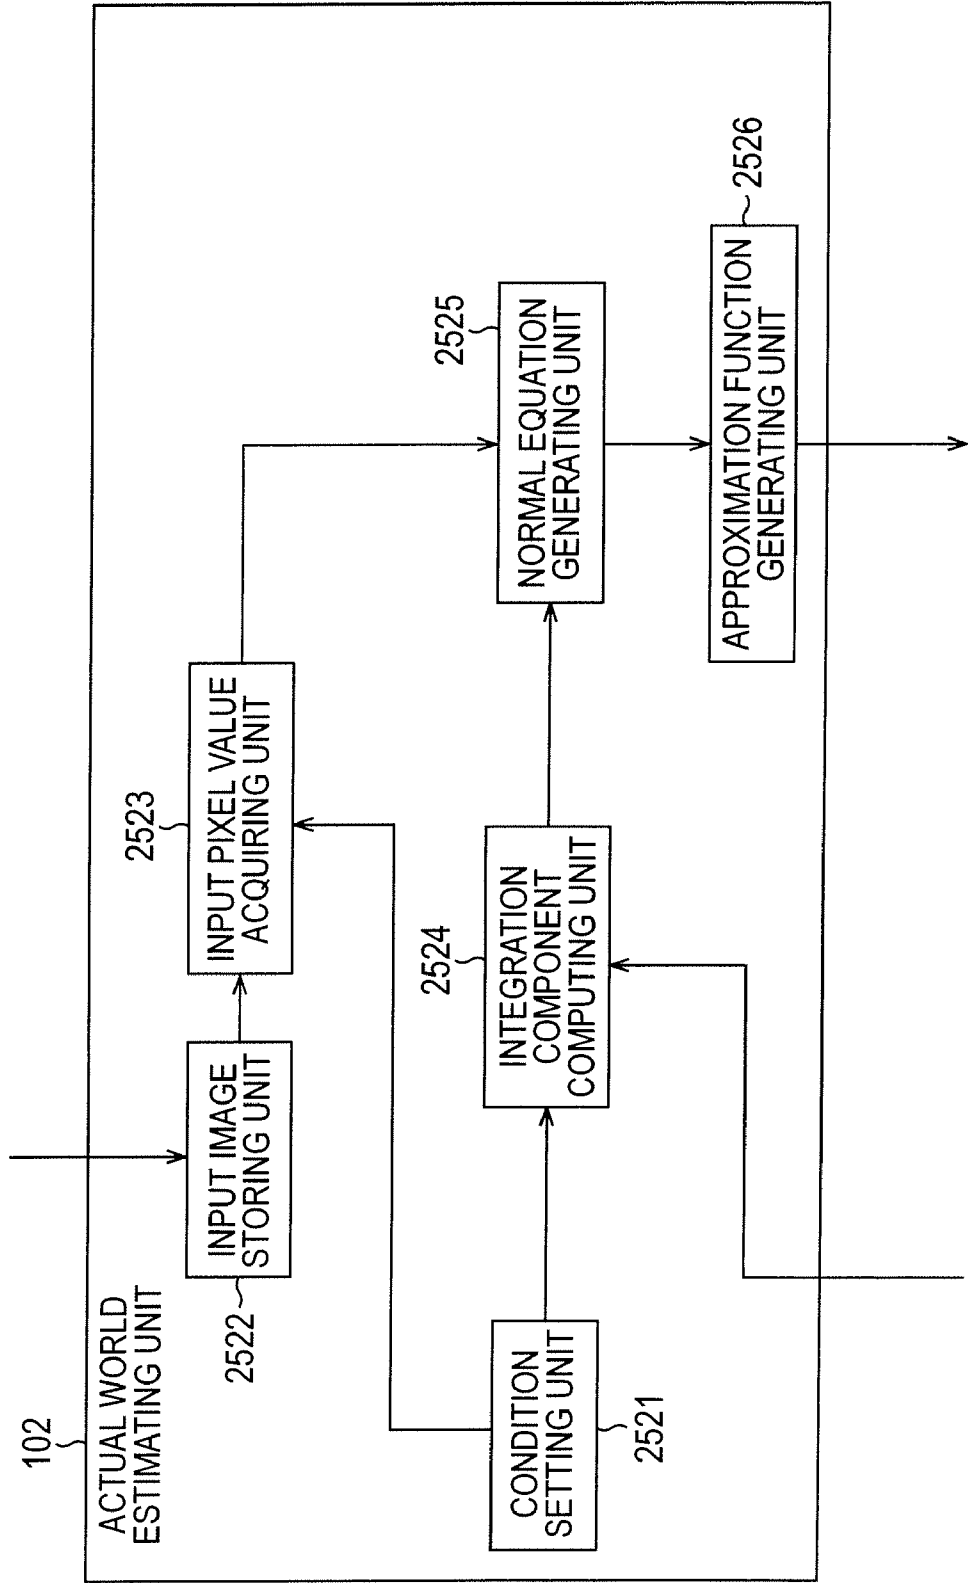 102
ACTUAL WORLD
ESTIMATING UNIT
2522
INPUT IMAGE
STORING UNIT
2523
INPUT PIXEL VALUE
ACQUIRING UNIT
2521
CONDITION
SETTING UNIT
2524
INTEGRATION
COMPONENT
COMPUTING UNIT
2525
NORMAL EQUATION
GENERATING UNIT
2526
APPROXIMATION FUNCTION
GENERATING UNIT